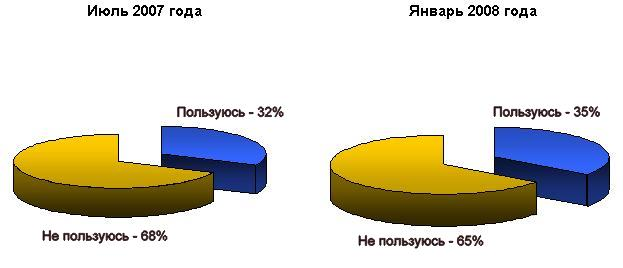 Июль 2007 года
Январь 2008 года
Пользуюсь - 32%
Пользуюсь - 35%
Не пользуюсь - 68%
Не пользуюсь - 65%